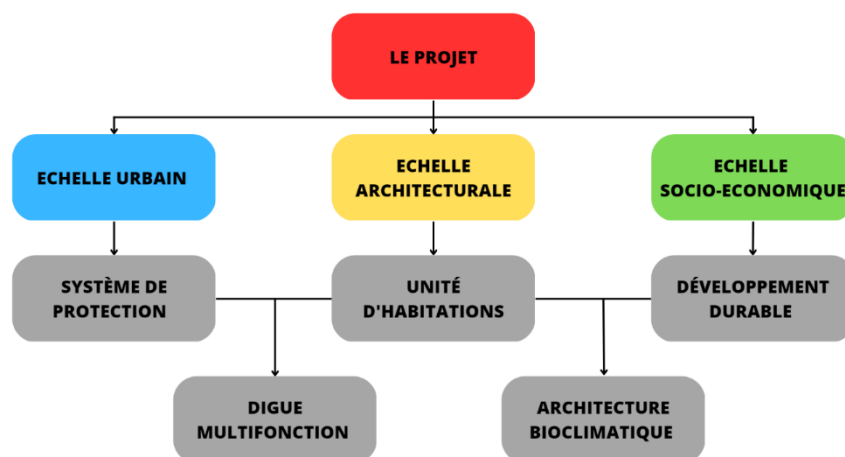 LE PROJET
ECHELLE URBAIN
ECHELLE
ARCHITECTURALE
ECHELLE
SOCIO-ECONOMIQUE
SYSTÈME DE
PROTECTION
UNITÉ
D'HABITATIONS
DÉVELOPPEMENT
DURABLE
DIGUE
MULTIFONCTION
ARCHITECTURE
BIOCLIMATIQUE